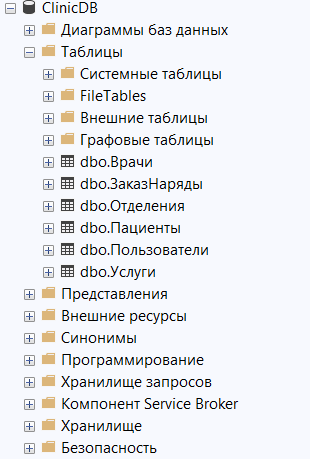 ClinicDB
Диаграммы баз данных
Таблицы
Системные таблицы
FileTables
Внешние таблицы
Графовые таблицы
dbo.Врачи
dbo.ЗаказНаряды
dbo.Отделения
dbo.Пациенты
dbo.Пользователи
dbo.Услуги
Представления
Внешние ресурсы
Синонимы
Программирование
Хранилище запросов
Компонент Service Broker
Хранилище
Безопасность